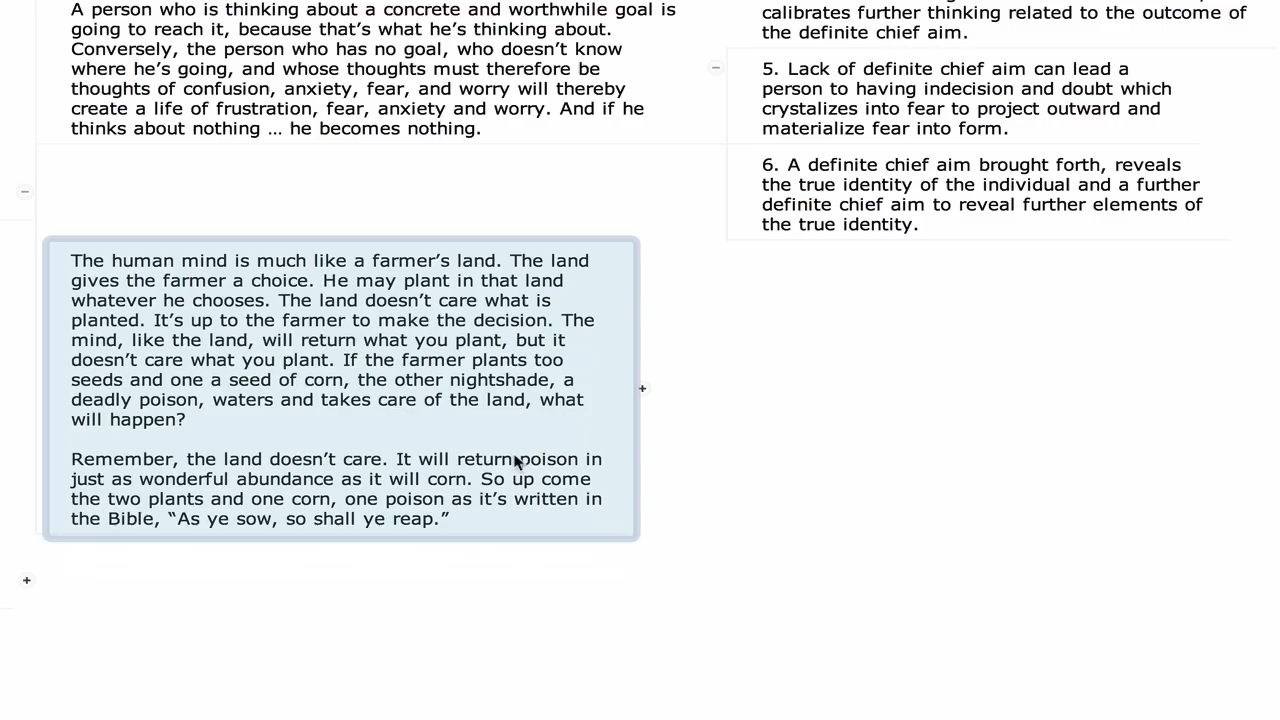 A person who is thinking about a concrete and worthwhile goal is
going to reach it, because that’s what he’s thinking about.
Conversely, the person who has no goal, who doesn’t know
where he’s going, and whose thoughts must therefore be
thoughts of confusion, anxiety, fear, and worry will thereby
create a life of frustration, fear, anxiety and worry. And if he
thinks about nothing … he becomes nothing.
The human mind is much like a farmer’s land. The land
gives the farmer a choice. He may plant in that land
whatever he chooses. The land doesn’t care what is
planted. It’s up to the farmer to make the decision. The
mind, like the land, will return what you plant, but it
doesn’t care what you plant. If the farmer plants too
seeds and one a seed of corn, the other nightshade, a
deadly poison, waters and takes care of the land, what
will happen?
Remember, the land doesn’t care. It will return poison in
just as wonderful abundance as it will corn. So up come
the two plants and one corn, one poison as it’s written in
the Bible, “As ye sow, so shall ye reap.”
calibrates further thinking related to the outcome of
the definite chief aim.
5. Lack of definite chief aim can lead a
person to having indecision and doubt which
crystalizes into fear to project outward and
materialize fear into form.
6. A definite chief aim brought forth, reveals
the true identity of the individual and a further
definite chief aim to reveal further elements of
the true identity.